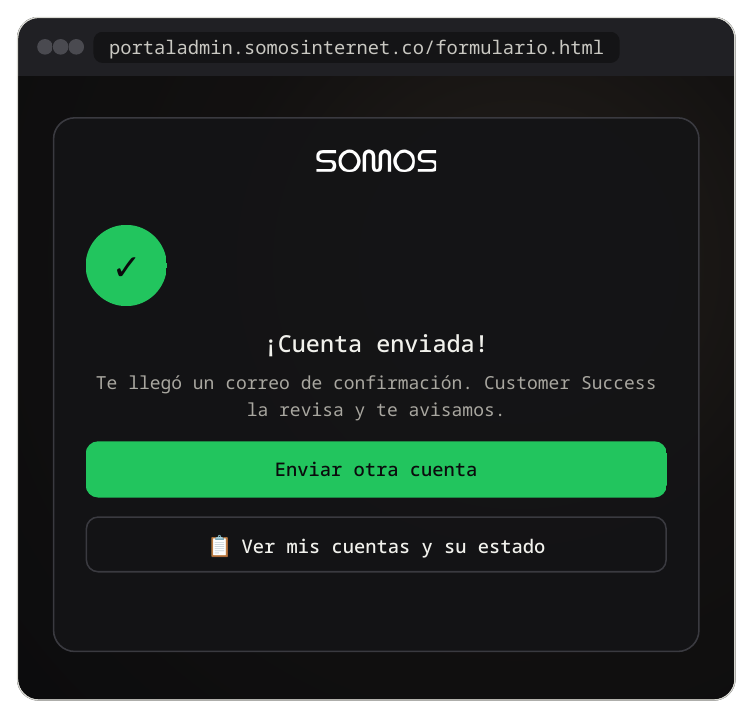 portaladmin.somosinternet.co/formulario.html
SOMOS
✓
¡Cuenta enviada!
Te llegó un correo de confirmación. Customer Success
la revisa y te avisamos.
Enviar otra cuenta
📋 Ver mis cuentas y su estado